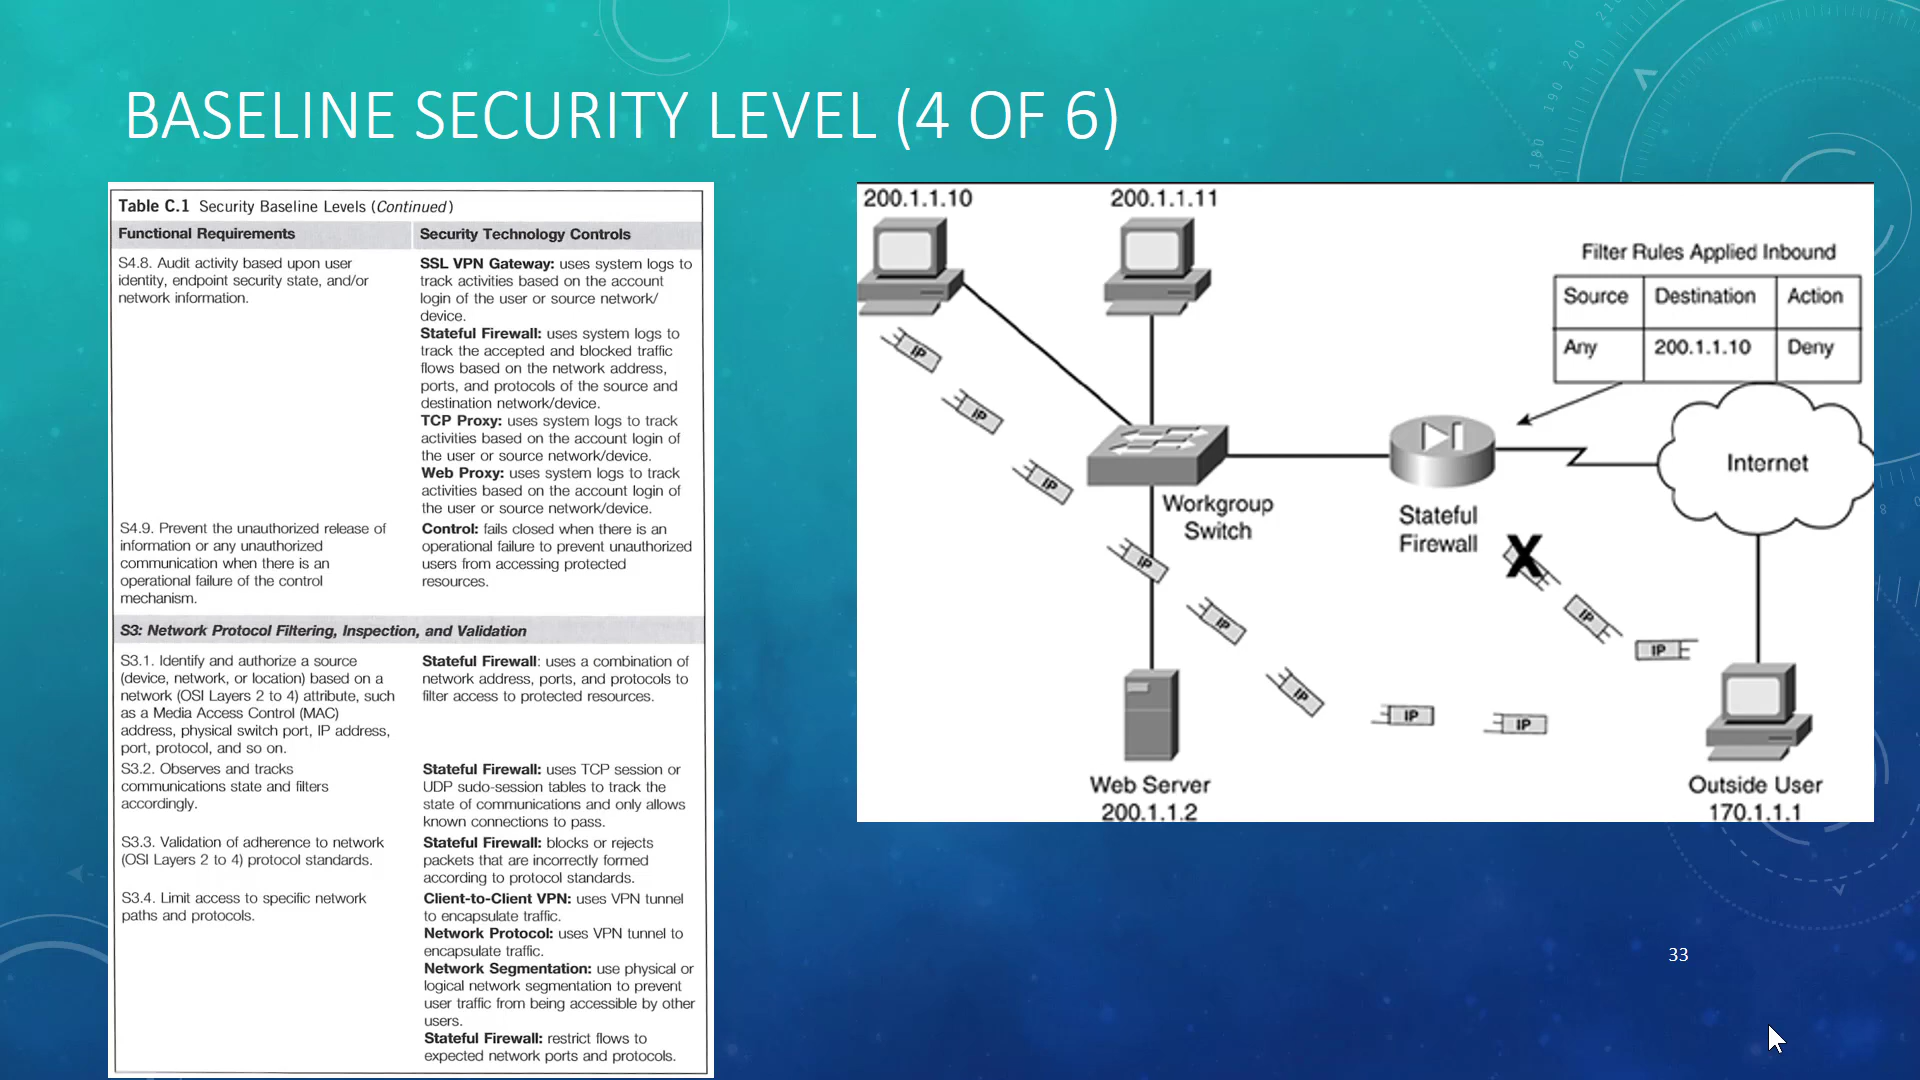 BASELINE SECURITY LEVEL (4 OF 6)
Table C.1 Security Baseline Levels (Continued)
Functional Requirements
Security Technology Controls
S4.8. Audit activity based upon user
identity, endpoint security state, and/or
network information.
SSL VPN Gateway: uses system logs to
track activities based on the account
login of the user or source network/
device.
Stateful Firewall: uses system logs to
track the accepted and blocked traffic
flows based on the network address,
ports, and protocols of the source and
destination network/device.
TCP Proxy: uses system logs to track
activities based on the account login of
the user or source network/device.
Web Proxy: uses system logs to track
activities based on the account login of
the user or source network/device.
S4.9. Prevent the unauthorized release of
information or any unauthorized
communication when there is an
operational failure of the control
mechanism.
Control: fails closed when there is an
operational failure to prevent unauthorized
users from accessing protected
resources.
S3: Network Protocol Filtering, Inspection, and Validation
S3.1. Identify and authorize a source
(device, network, or location) based on a
network (OSI Layers 2 to 4) attribute, such
as a Media Access Control (MAC)
address, physical switch port, IP address,
port, protocol, and so on.
Stateful Firewall: uses a combination of
network address, ports, and protocols to
filter access to protected resources.
S3.2. Observes and tracks
communications state and filters
accordingly.
Stateful Firewall: uses TCP session or
UDP sudo-session tables to track the
state of communications and only allows
known connections to pass.
S3.3. Validation of adherence to network
(OSI Layers 2 to 4) protocol standards.
Stateful Firewall: blocks or rejects
packets that are incorrectly formed
according to protocol standards.
S3.4. Limit access to specific network
paths and protocols.
Client-to-Client VPN: uses VPN tunnel
to encapsulate traffic.
Network Protocol: uses VPN tunnel to
encapsulate traffic.
Network Segmentation: use physical or
logical network segmentation to prevent
user traffic from being accessible by other
users.
Stateful Firewall: restrict flows to
expected network ports and protocols.
200.1.1.10
200.1.1.11
Filter Rules Applied Inbound
Source Destination Action
Any 200.1.1.10 Deny
IP
IP
IP
IP
IP
IP
IP
IP
Workgroup
Switch
Stateful
Firewall
Internet
X
IP
IP
Web Server
200.1.1.2
Outside User
170.1.1.1
33
180
190
200
210